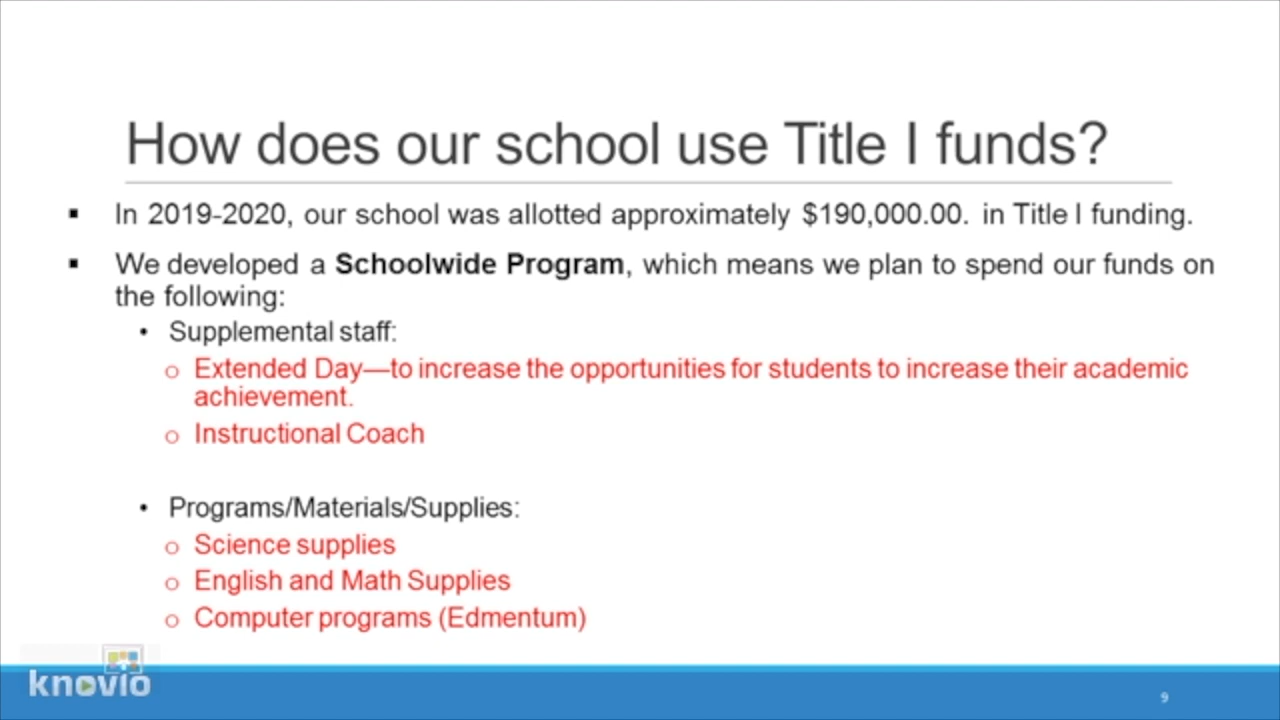 How does our school use Title I funds?
▪ In 2019-2020, our school was allotted approximately $190,000.00. in Title I funding.
▪ We developed a Schoolwide Program, which means we plan to spend our funds on
the following:
• Supplemental staff:
o Extended Day—to increase the opportunities for students to increase their academic
achievement.
o Instructional Coach
• Programs/Materials/Supplies:
o Science supplies
o English and Math Supplies
o Computer programs (Edmentum)
knovio
9